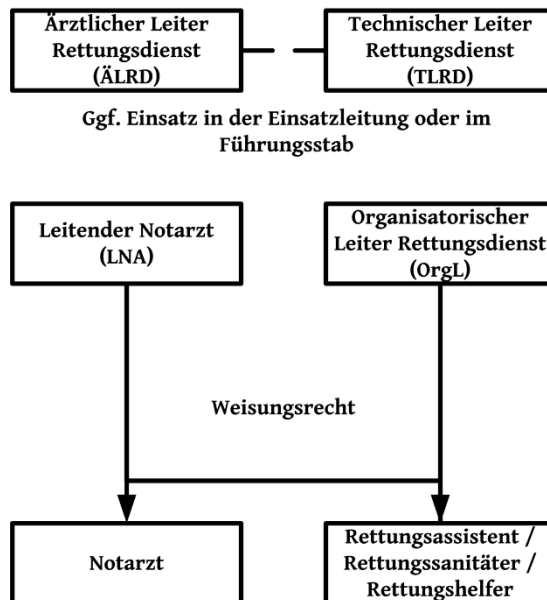 Ärztlicher Leiter
Rettungsdienst
(ÄLRD)
Technischer Leiter
Rettungsdienst
(TLRD)
Ggf. Einsatz in der Einsatzleitung oder im
Führungsstab
Leitender Notarzt
(LNA)
Organisatorischer
Leiter Rettungsdienst
(OrgL)
Weisungsrecht
Notarzt
Rettungsassistent /
Rettungssanitäter /
Rettungshelfer